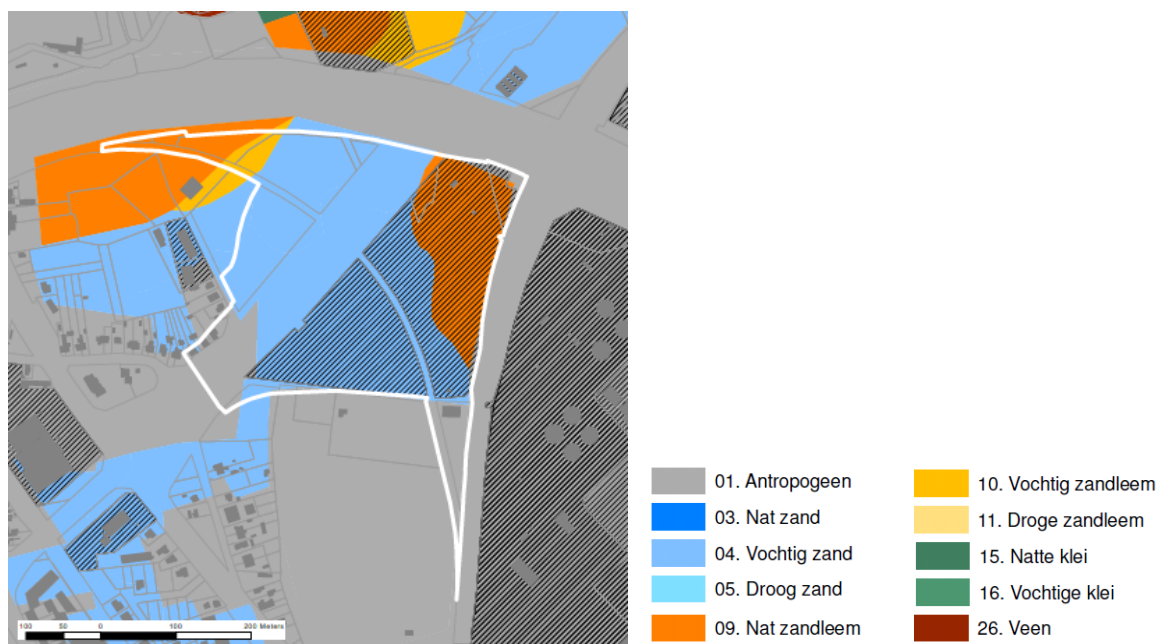 01. Antropogeen
03. Nat zand
04. Vochtig zand
05. Droog zand
09. Nat zandleem
10. Vochtig zandleem
11. Droge zandleem
15. Natte klei
16. Vochtige klei
26. Veen
100 50 0 100 200 Meters